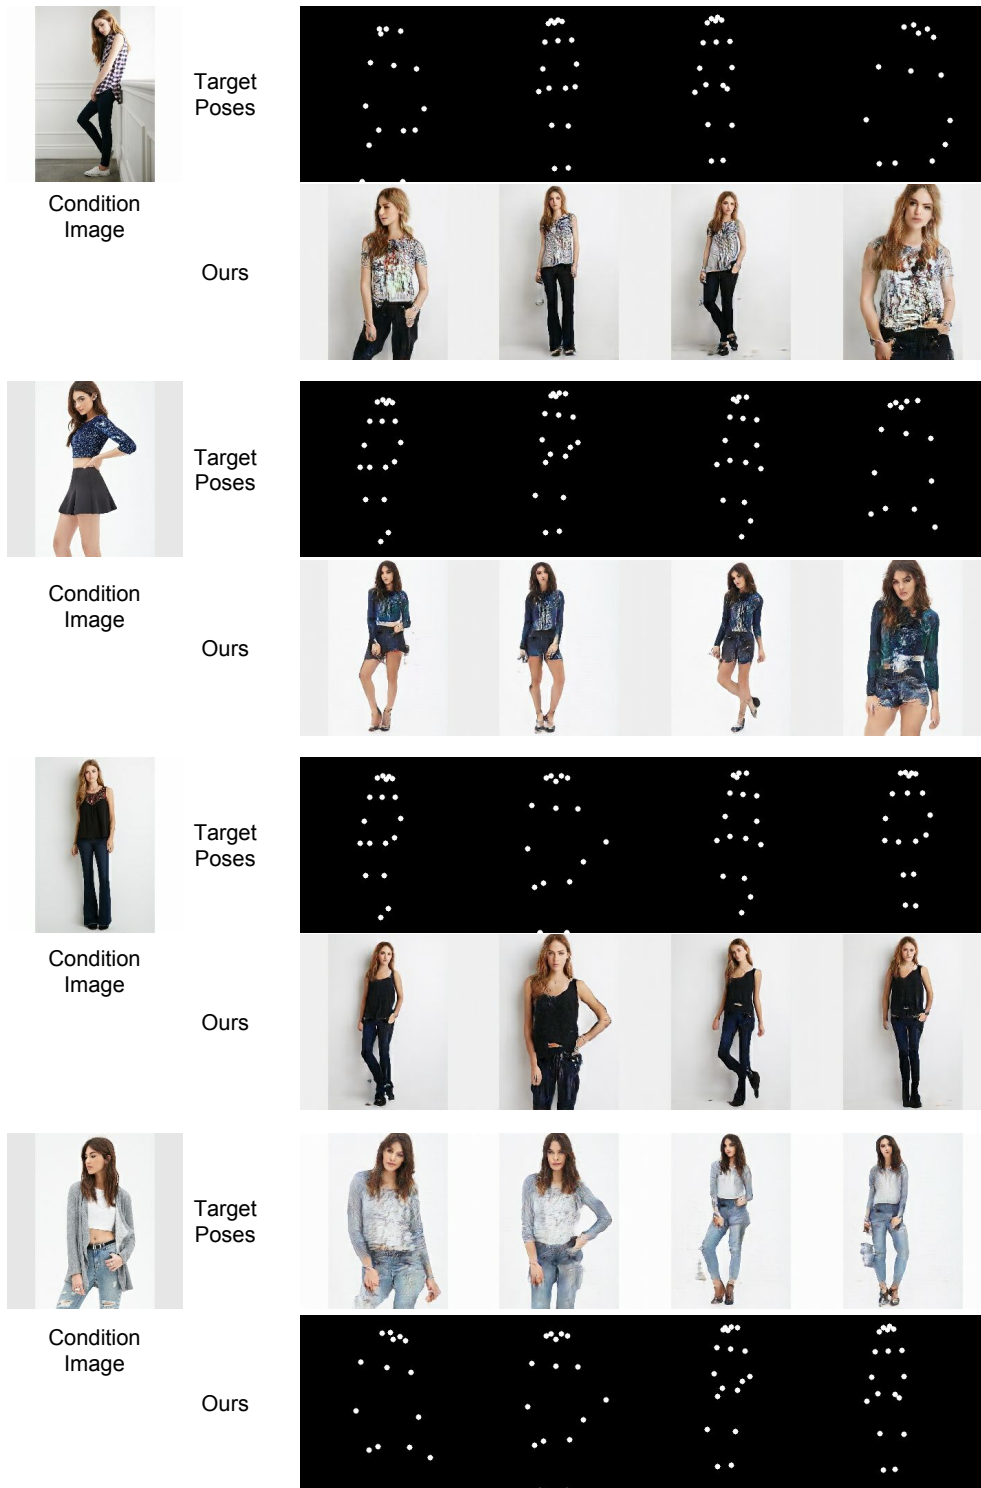 Target
Poses
Condition
Image
Ours
Target
Poses
Condition
Image
Ours
Target
Poses
Condition
Image
Ours
Target
Poses
Condition
Image
Ours